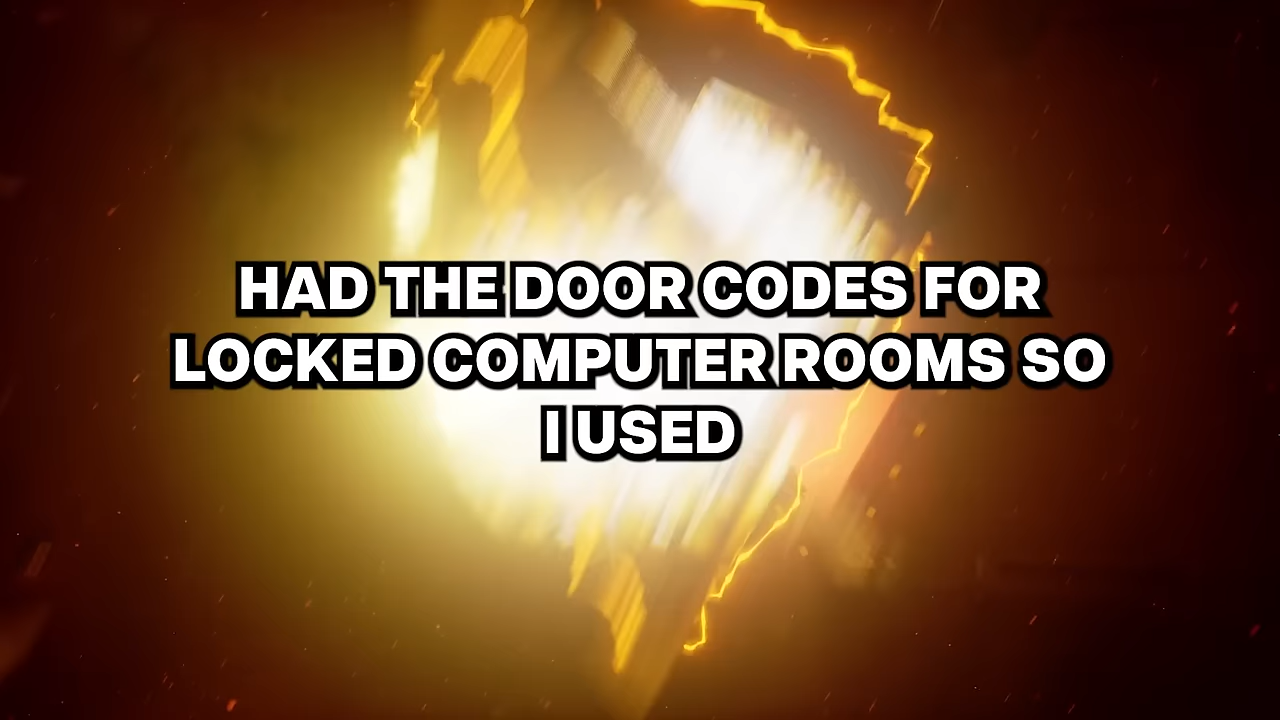 HAD THE DOOR CODES FOR
LOCKED COMPUTER ROOMS SO
I USED